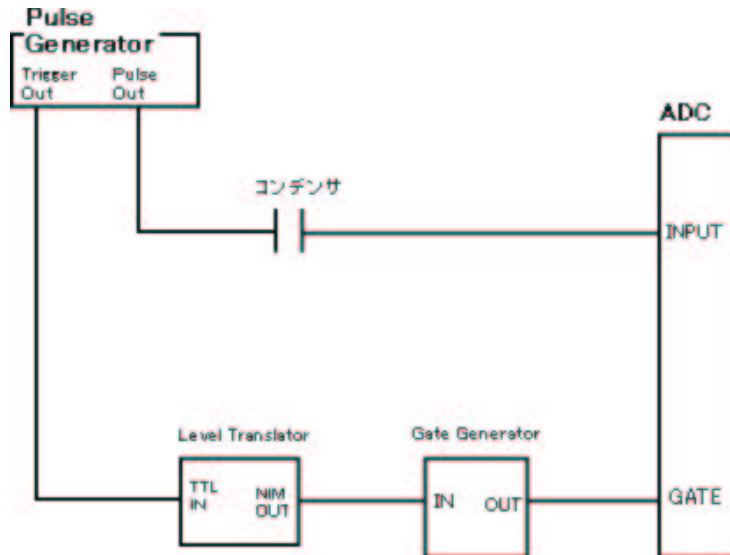 Pulse
Generator
Trigger
Out
Pulse
Out
ADC
コンデンサ
INPUT
Level Translator
Gate Generator
TTL
IN
NIM
OUT
IN
OUT
GATE